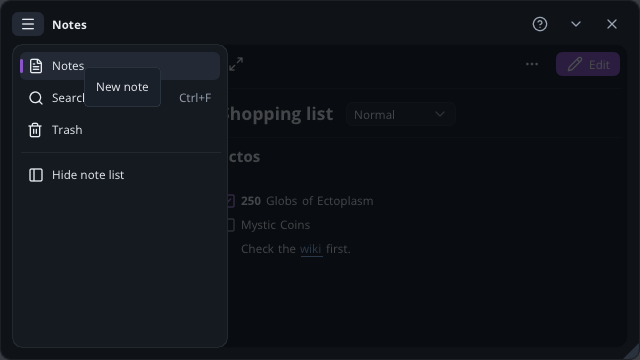 Notes
Notes
New note
Search Ctrl+F
Trash
Hide note list
Edit
hopping list Normal
ctos
250 Globs of Ectoplasm
Mystic Coins
Check the wiki first.